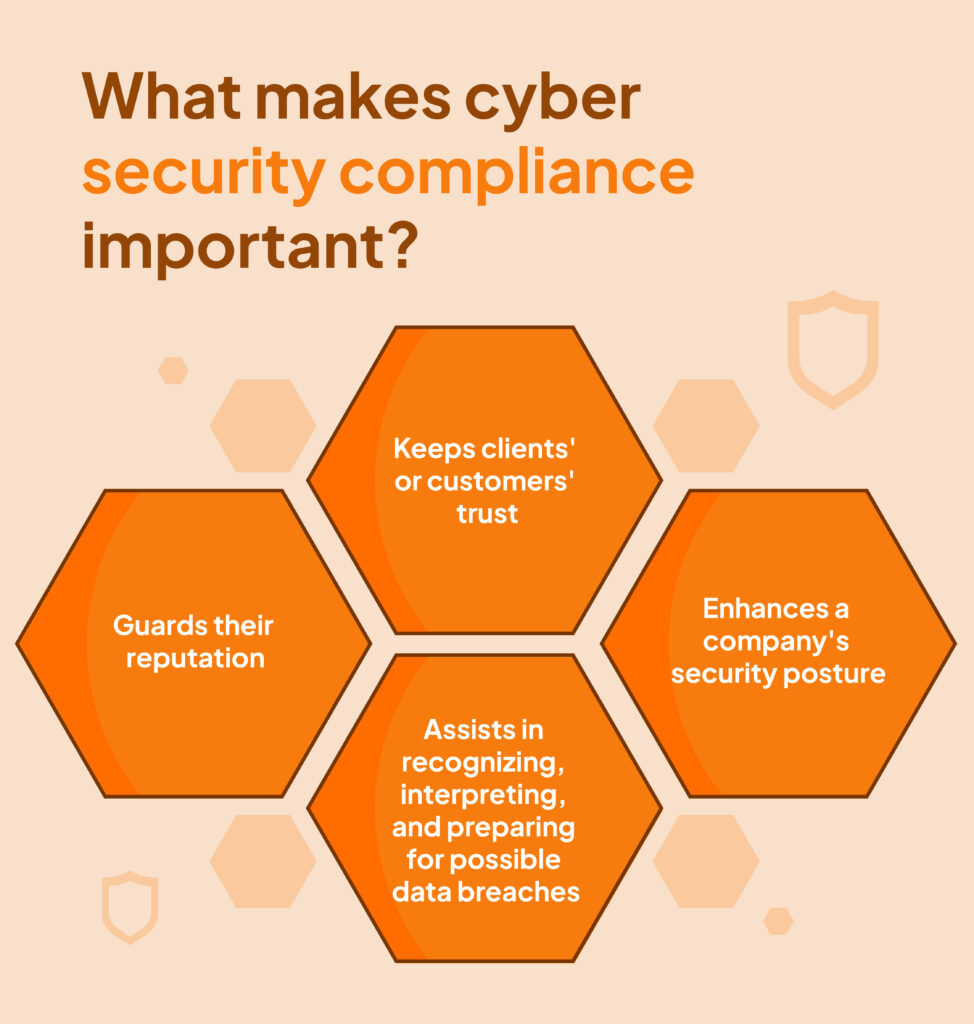 What makes cyber
security compliance
important?
Keeps clients'
or customers'
trust
Guards their
reputation
Enhances a
company's
security posture
Assists in
recognizing,
interpreting,
and preparing
for possible
data breaches